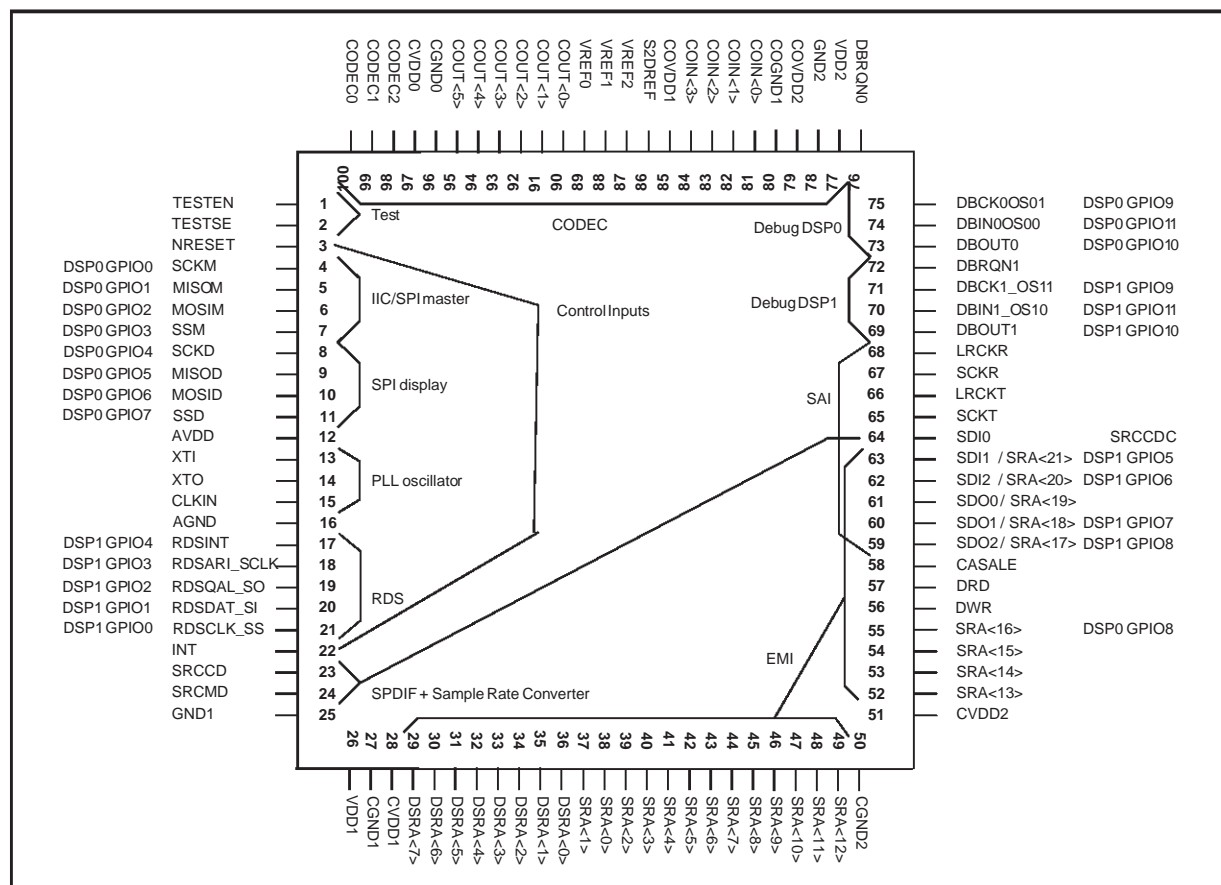 CODEC0
CODEC1
CODEC2
CVDD0
CGND0
COUT<5>
COUT<4>
COUT<3>
COUT<2>
COUT<1>
COUT<0>
VREF0
VREF1
VREF2
S2DREF
COVDD1
COIN<3>
COIN<2>
COIN<1>
COIN<0>
COGND1
COVDD2
GND2
VDD2
DBRQN0
100
99
98
97
96
95
94
93
92
91
90
89
88
87
86
85
84
83
82
81
80
79
78
77
76
TESTEN 1
TESTSE 2
NRESET 3
DSP0 GPIO0 SCKM 4
DSP0 GPIO1 MISOM 5
DSP0 GPIO2 MOSIM 6
DSP0 GPIO3 SSM 7
DSP0 GPIO4 SCKD 8
DSP0 GPIO5 MISOD 9
DSP0 GPIO6 MOSID 10
DSP0 GPIO7 SSD 11
AVDD 12
XTI 13
XTO 14
CLKIN 15
AGND 16
DSP1 GPIO4 RDSINT 17
DSP1 GPIO3 RDSARI_SCLK 18
DSP1 GPIO2 RDSQAL_SO 19
DSP1 GPIO1 RDSDAT_SI 20
DSP1 GPIO0 RDSCLK_SS 21
INT 22
SRCCD 23
SRCMD 24
GND1 25
Test
CODEC
Debug DSP0
IIC/SPI master
Control Inputs
Debug DSP1
SPI display
SAI
PLL oscillator
RDS
EMI
SPDIF + Sample Rate Converter
75 DBCK0OS01 DSP0 GPIO9
74 DBIN0OS00 DSP0 GPIO11
73 DBOUT0 DSP0 GPIO10
72 DBRQN1
71 DBCK1_OS11 DSP1 GPIO9
70 DBIN1_OS10 DSP1 GPIO11
69 DBOUT1 DSP1 GPIO10
68 LRCKR
67 SCKR
66 LRCKT
65 SCKT
64 SDI0 SRCCDC
63 SDI1 / SRA<21> DSP1 GPIO5
62 SDI2 / SRA<20> DSP1 GPIO6
61 SDO0 / SRA<19>
60 SDO1 / SRA<18> DSP1 GPIO7
59 SDO2 / SRA<17> DSP1 GPIO8
58 CASALE
57 DRD
56 DWR
55 SRA<16> DSP0 GPIO8
54 SRA<15>
53 SRA<14>
52 SRA<13>
51 CVDD2
26
27
28
29
30
31
32
33
34
35
36
37
38
39
40
41
42
43
44
45
46
47
48
49
50
VDD1
CGND1
CVDD1
DSRA<7>
DSRA<6>
DSRA<5>
DSRA<4>
DSRA<3>
DSRA<2>
DSRA<1>
DSRA<0>
SRA<1>
SRA<0>
SRA<2>
SRA<3>
SRA<4>
SRA<5>
SRA<6>
SRA<7>
SRA<8>
SRA<9>
SRA<10>
SRA<11>
SRA<12>
CGND2